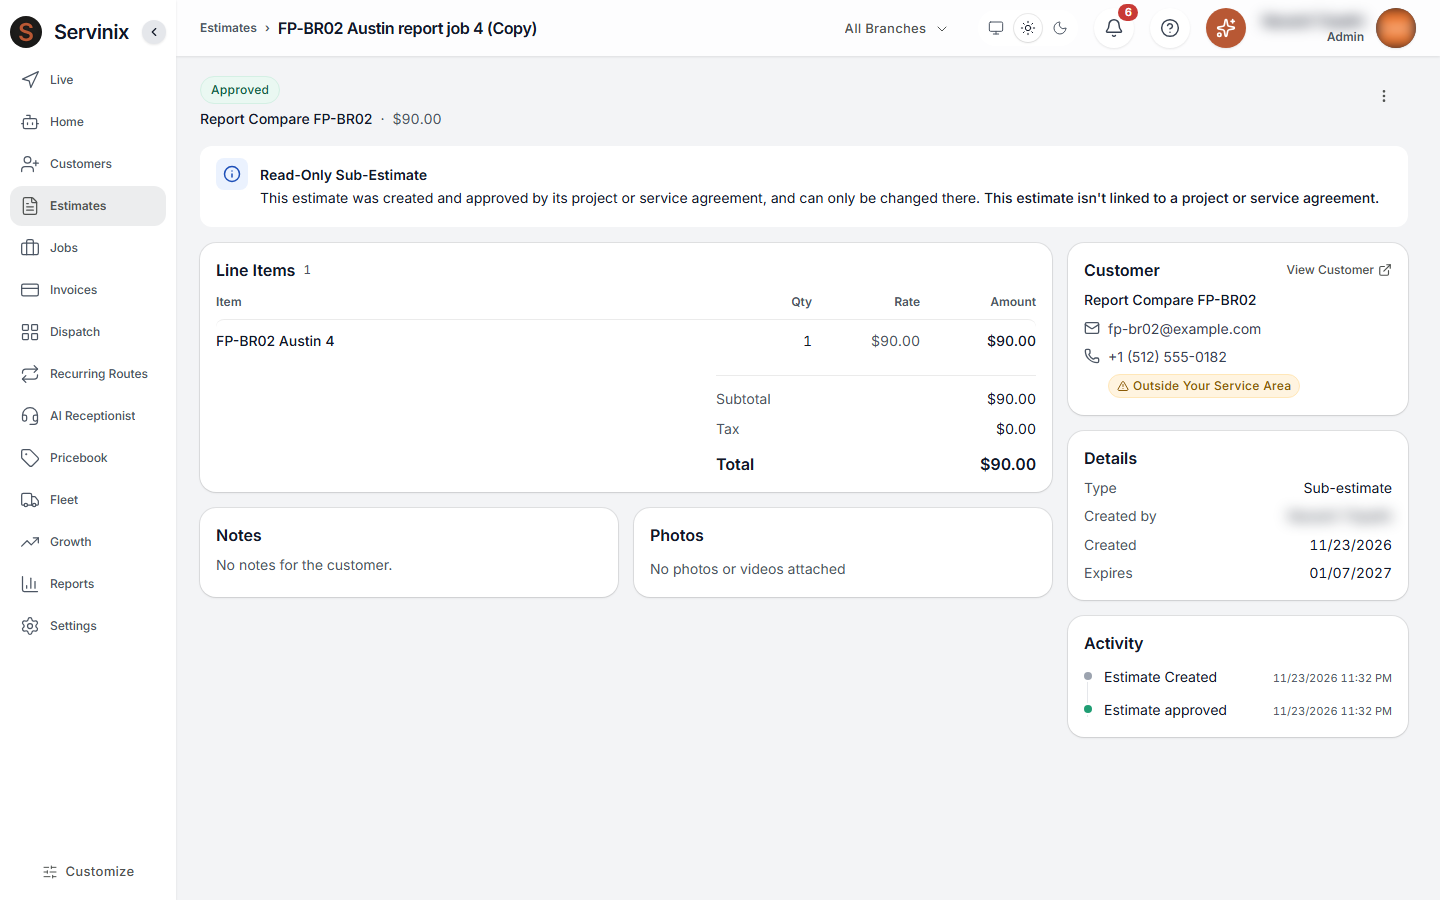 S Servinix
Live
Home
Customers
Estimates
Jobs
Invoices
Dispatch
Recurring Routes
AI Receptionist
Pricebook
Fleet
Growth
Reports
Settings
Customize
Estimates › FP-BR02 Austin report job 4 (Copy)
All Branches
6
Admin
Approved
Report Compare FP-BR02 · $90.00
Read-Only Sub-Estimate
This estimate was created and approved by its project or service agreement, and can only be changed there. This estimate isn't linked to a project or service agreement.
Line Items 1
Item Qty Rate Amount
FP-BR02 Austin 4 1 $90.00 $90.00
Subtotal $90.00
Tax $0.00
Total $90.00
Notes
No notes for the customer.
Photos
No photos or videos attached
Customer View Customer
Report Compare FP-BR02
fp-br02@example.com
+1 (512) 555-0182
Outside Your Service Area
Details
Type Sub-estimate
Created by
Created 11/23/2026
Expires 01/07/2027
Activity
Estimate Created 11/23/2026 11:32 PM
Estimate approved 11/23/2026 11:32 PM